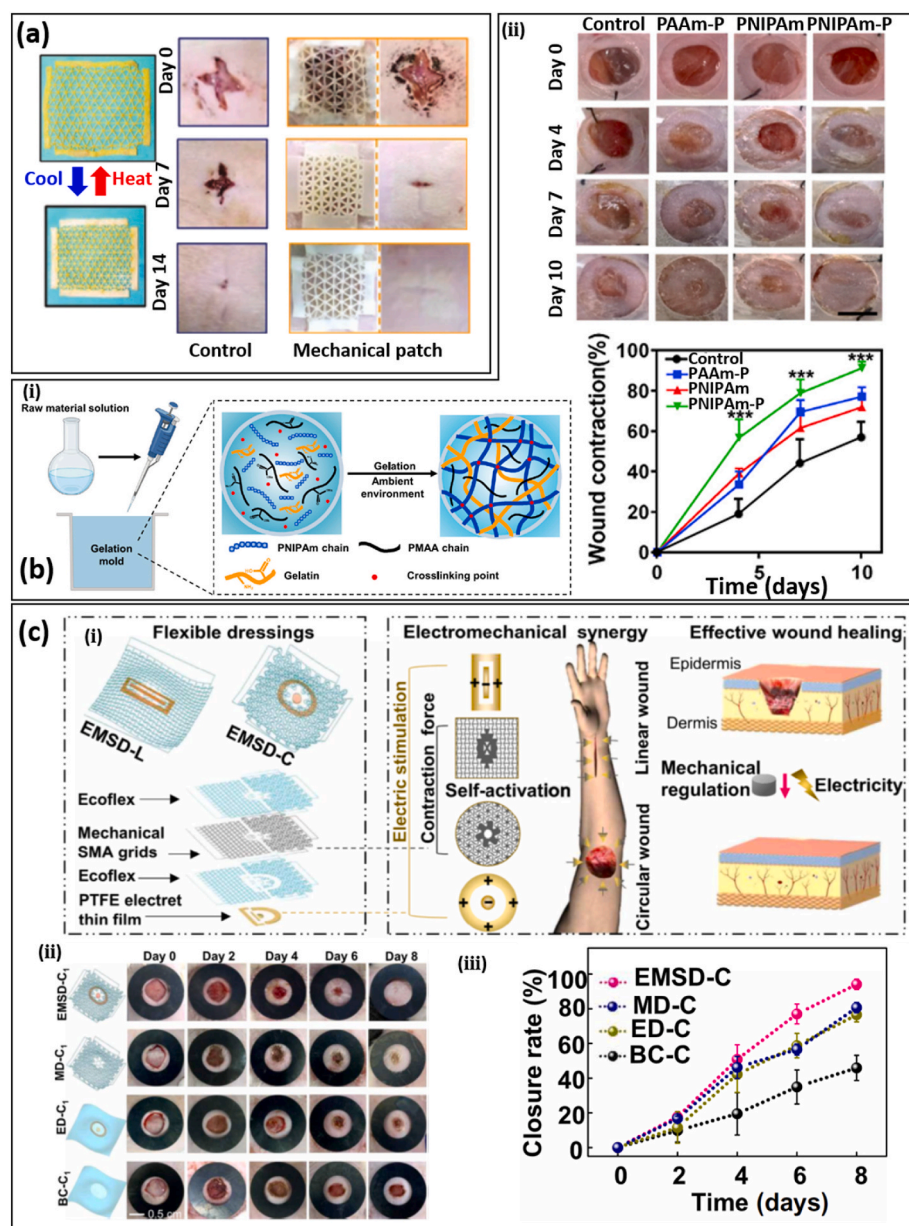 (a)
Day 0
Day 7
Day 14
Cool
Heat
Control
Mechanical patch
(ii)
Control
PAAm-P
PNIPAm
PNIPAm-P
Day 0
Day 4
Day 7
Day 10
Wound contraction(%)
100
80
60
40
20
0
Control
PAAm-P
PNIPAm
PNIPAm-P
***
***
***
0
5
10
Time (days)
(b)
(i)
Raw material solution
Gelation
mold
Gelation
Ambient
environment
PNIPAm chain
PMAA chain
Gelatin
Crosslinking point
(c)
(i)
Flexible dressings
EMSD-L
EMSD-C
Ecoflex
Mechanical
SMA grids
Ecoflex
PTFE electret
thin film
Electromechanical synergy
Electric stimulation
Contraction force
Self-activation
Linear wound
Circular wound
Effective wound healing
Epidermis
Dermis
Mechanical
regulation
Electricity
(ii)
Day 0
Day 2
Day 4
Day 6
Day 8
EMSD-C1
MD-C1
ED-C1
BC-C1
0.5 cm
(iii)
Closure rate (%)
100
80
60
40
20
0
EMSD-C
MD-C
ED-C
BC-C
0
2
4
6
8
Time (days)